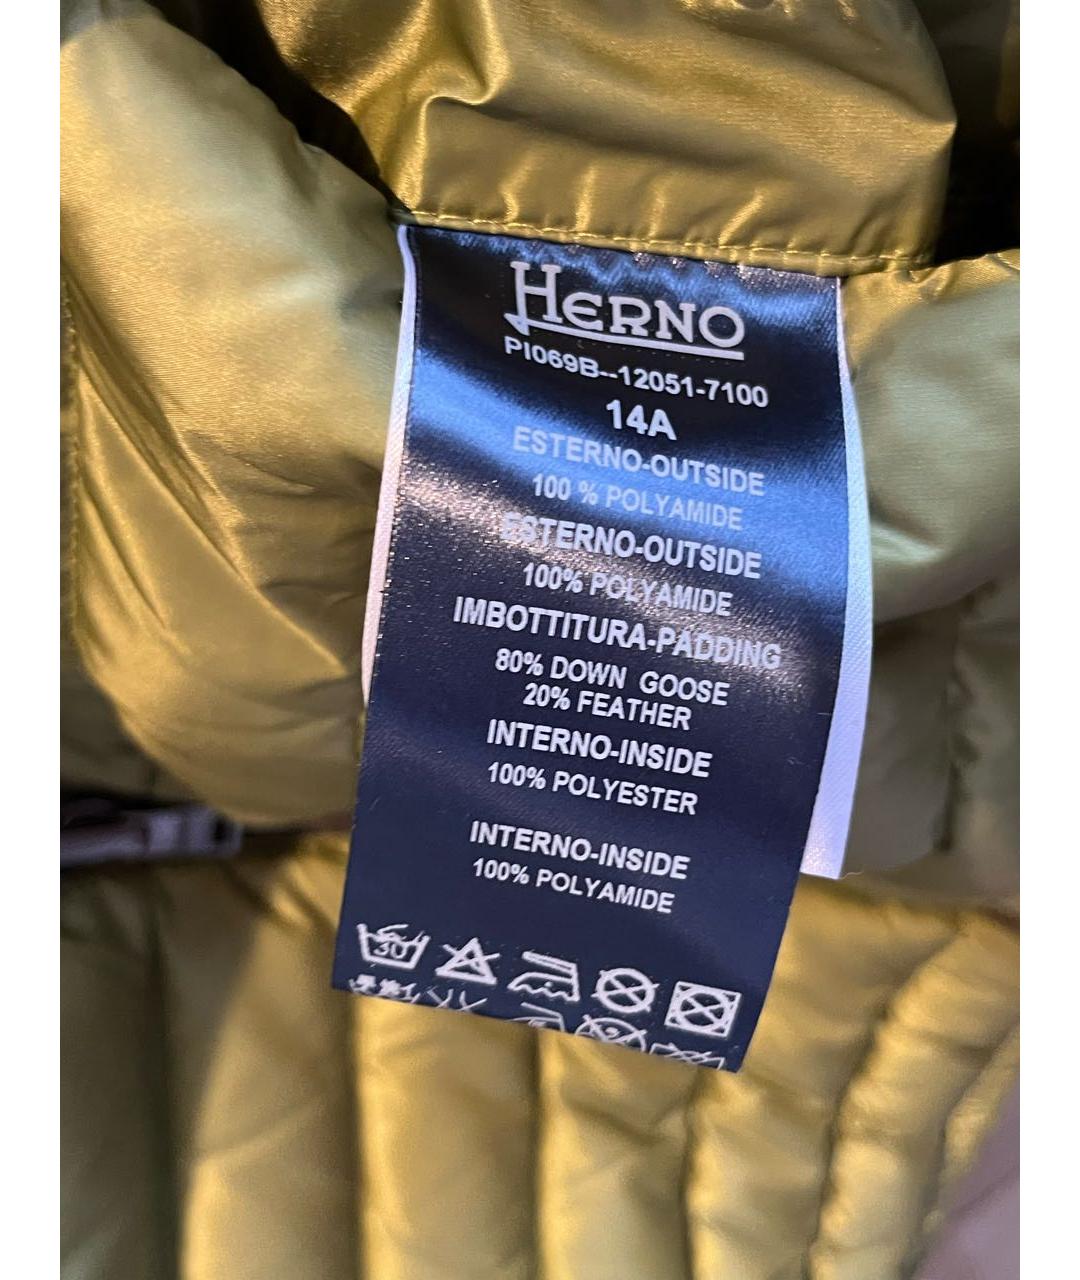 HERNO
PI069B--12051-7100
14A
ESTERNO-OUTSIDE
100 % POLYAMIDE
ESTERNO-OUTSIDE
100% POLYAMIDE
IMBOTTITURA-PADDING
80% DOWN GOOSE
20% FEATHER
INTERNO-INSIDE
100% POLYESTER
INTERNO-INSIDE
100% POLYAMIDE
30